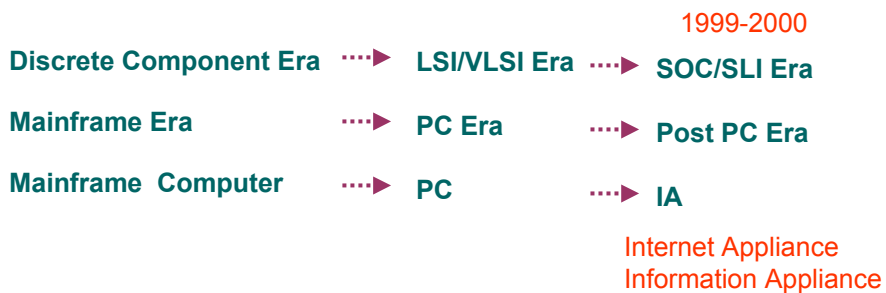 1999-2000
Discrete Component Era LSI/VLSI Era SOC/SLI Era
Mainframe Era PC Era Post PC Era
Mainframe Computer PC IA
Internet Appliance
Information Appliance